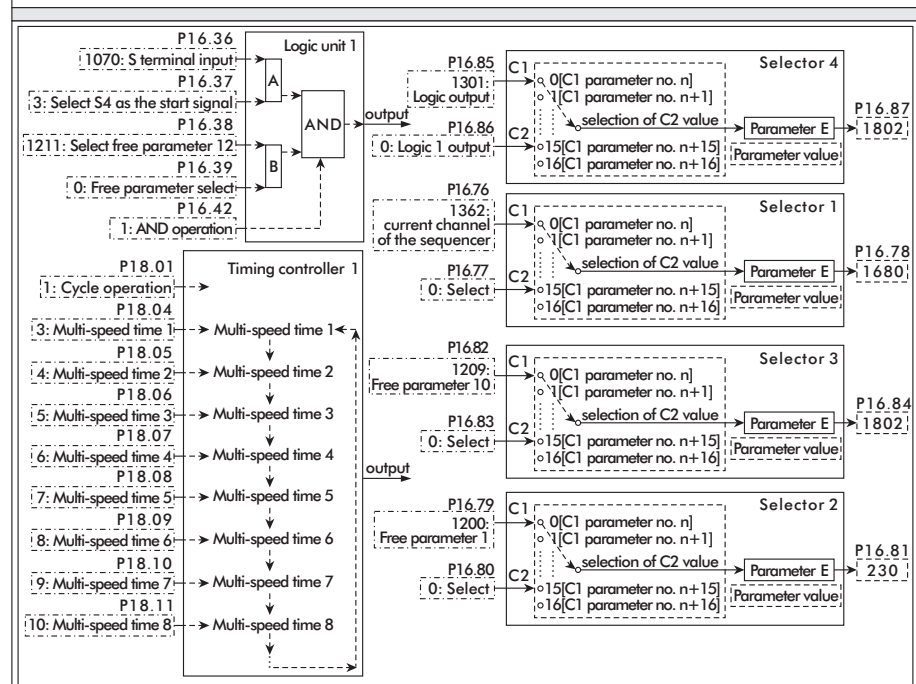 P16.36
1070: S terminal input
P16.37
3: Select S4 as the start signal
P16.38
1211: Select free parameter 12
P16.39
0: Free parameter select
P16.42
1: AND operation
Logic unit 1
A
B
AND
output
P18.01
1: Cycle operation
P18.04
3: Multi-speed time 1
P18.05
4: Multi-speed time 2
P18.06
5: Multi-speed time 3
P18.07
6: Multi-speed time 4
P18.08
7: Multi-speed time 5
P18.09
8: Multi-speed time 6
P18.10
9: Multi-speed time 7
P18.11
10: Multi-speed time 8
Timing controller 1
Multi-speed time 1
Multi-speed time 2
Multi-speed time 3
Multi-speed time 4
Multi-speed time 5
Multi-speed time 6
Multi-speed time 7
Multi-speed time 8
output
P16.85
1301:
Logic output
P16.86
0: Logic 1 output
C1
C2
Selector 4
0[C1 parameter no. n]
1[C1 parameter no. n+1]
selection of C2 value
15[C1 parameter no. n+15]
16[C1 parameter no. n+16]
Parameter E
Parameter value
P16.87
1802
P16.76
1362:
current channel
of the sequencer
P16.77
0: Select
C1
C2
Selector 1
0[C1 parameter no. n]
1[C1 parameter no. n+1]
selection of C2 value
15[C1 parameter no. n+15]
16[C1 parameter no. n+16]
Parameter E
Parameter value
P16.78
1680
P16.82
1209:
Free parameter 10
P16.83
0: Select
C1
C2
Selector 3
0[C1 parameter no. n]
1[C1 parameter no. n+1]
selection of C2 value
15[C1 parameter no. n+15]
16[C1 parameter no. n+16]
Parameter E
Parameter value
P16.84
1802
P16.79
1200:
Free parameter 1
P16.80
0: Select
C1
C2
Selector 2
0[C1 parameter no. n]
1[C1 parameter no. n+1]
selection of C2 value
15[C1 parameter no. n+15]
16[C1 parameter no. n+16]
Parameter E
Parameter value
P16.81
230